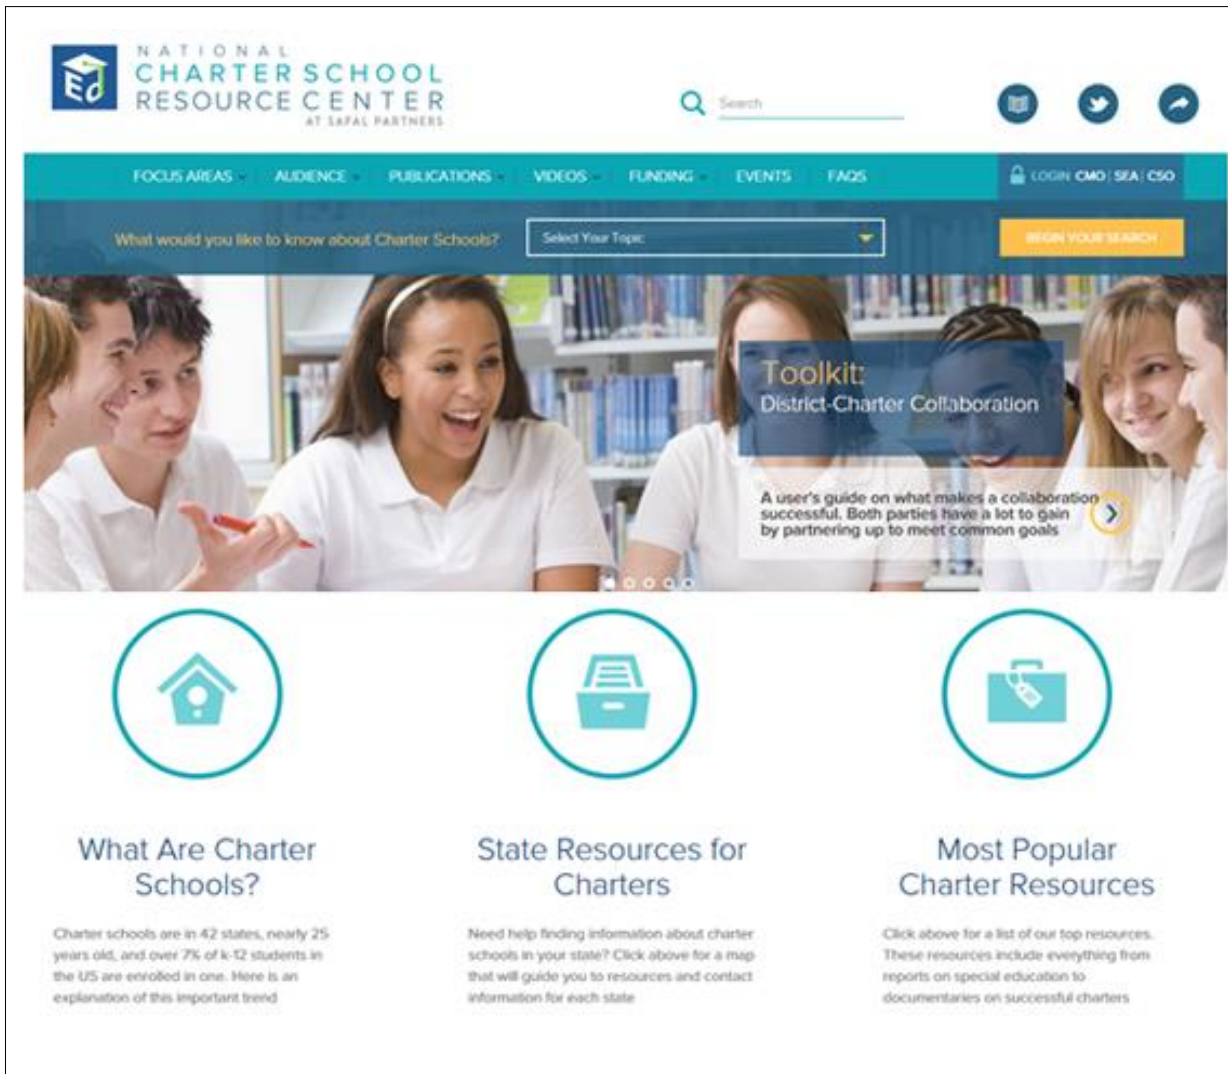 NATIONAL
CHARTER SCHOOL
RESOURCE CENTER
AT SAFAL PARTNERS
Ed
Search
FOCUS AREAS
AUDIENCE
PUBLICATIONS
VIDEOS
FUNDING
EVENTS
FAQS
LOGIN CMO | SEA | CSO
What would you like to know about Charter Schools?
Select Your Topic
BEGIN YOUR SEARCH
Toolkit:
District-Charter Collaboration
A user's guide on what makes a collaboration
successful. Both parties have a lot to gain
by partnering up to meet common goals
What Are Charter
Schools?
Charter schools are in 42 states, nearly 25
years old, and over 7% of k-12 students in
the US are enrolled in one. Here is an
explanation of this important trend
State Resources for
Charters
Need help finding information about charter
schools in your state? Click above for a map
that will guide you to resources and contact
information for each state
Most Popular
Charter Resources
Click above for a list of our top resources.
These resources include everything from
reports on special education to
documentaries on successful charters